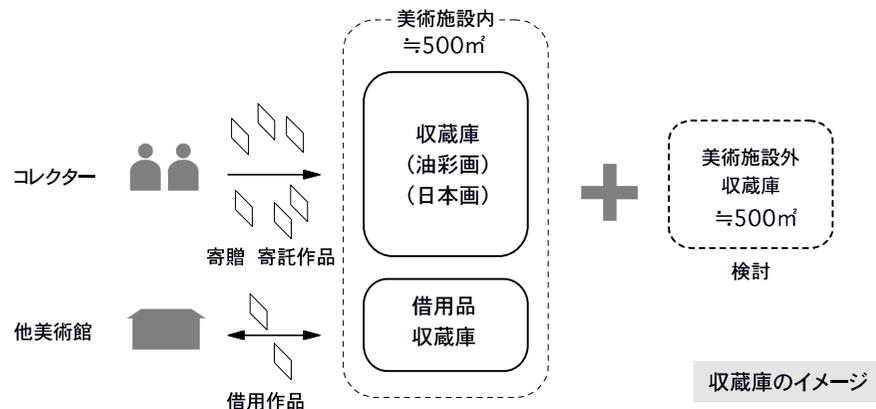 美術施設内
≒500㎡
収蔵庫
（油彩画）
（日本画）
コレクター
寄贈 寄託作品
美術施設外
収蔵庫
≒500㎡
検討
借用品
収蔵庫
他美術館
借用作品
収蔵庫のイメージ